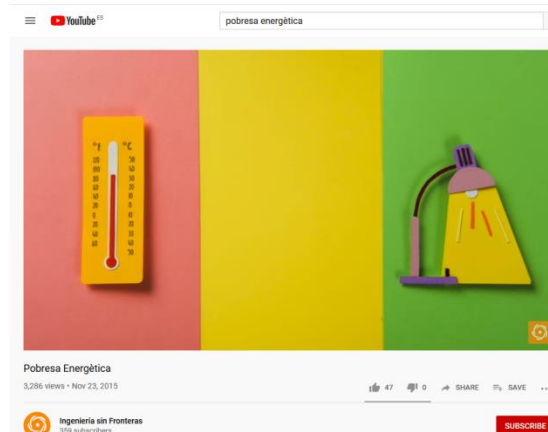 YouTube ES
pobresa energètica
°F °C
Pobresa Energètica
3,286 views • Nov 23, 2015
47 0 SHARE SAVE ...
Ingeniería sin Fronteras
359 subscribers
SUBSCRIBE